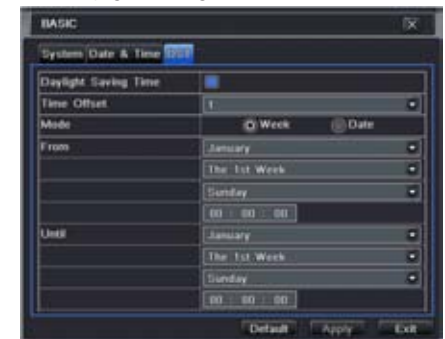 BASIC
System Date & Time DST
Daylight Saving Time
Time Offset 1
Mode Week Date
From January
The 1st Week
Sunday
00 : 00 : 00
Until January
The 1st Week
Sunday
00 : 00 : 00
Default Apply Exit